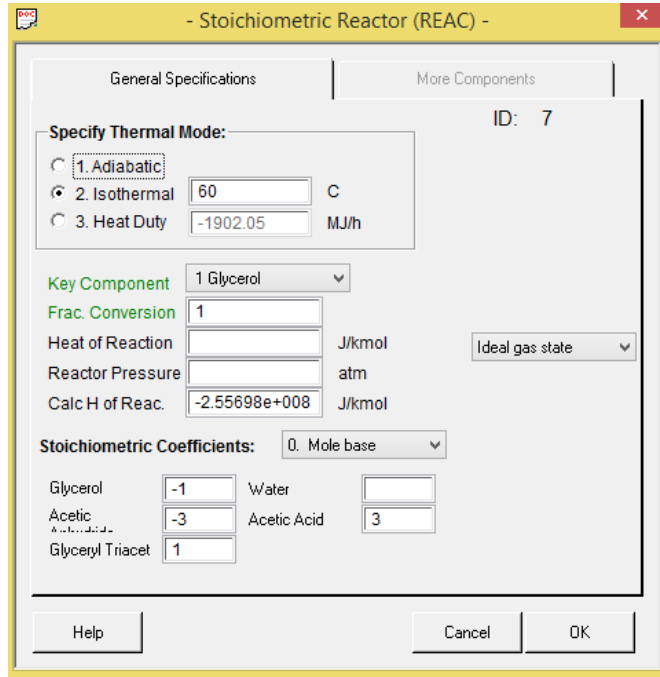 - Stoichiometric Reactor (REAC) -
General Specifications
More Components
ID: 7
Specify Thermal Mode:
1. Adiabatic
2. Isothermal 60 C
3. Heat Duty -1902.05 MJ/h
Key Component 1 Glycerol
Frac. Conversion 1
Heat of Reaction J/kmol Ideal gas state
Reactor Pressure atm
Calc H of Reac. -2.55698e+008 J/kmol
Stoichiometric Coefficients: 0. Mole base
Glycerol -1 Water
Acetic -3 Acetic Acid 3
Glyceryl Triacet 1
Help Cancel OK